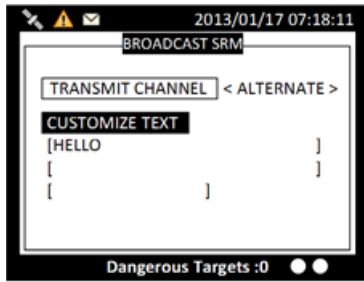 2013/01/17 07:18:11
BROADCAST SRM
TRANSMIT CHANNEL < ALTERNATE >
CUSTOMIZE TEXT
[HELLO ]
[ ]
[ ]
Dangerous Targets :0